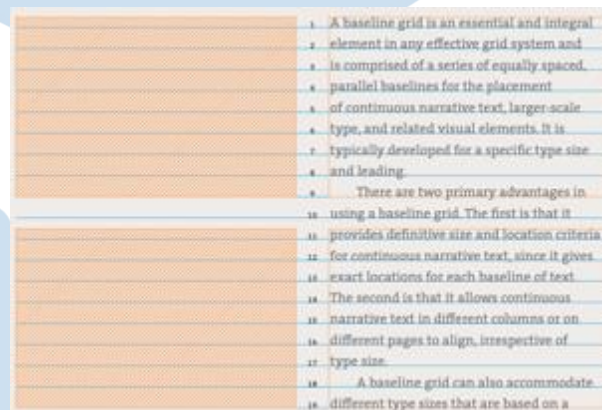 1 A baseline grid is an essential and integral
2 element in any effective grid system and
3 is comprised of a series of equally spaced,
4 parallel baselines for the placement
5 of continuous narrative text, larger-scale
6 type, and related visual elements. It is
7 typically developed for a specific type size
8 and leading.
9 There are two primary advantages in
10 using a baseline grid. The first is that it
11 provides definitive size and location criteria
12 for continuous narrative text, since it gives
13 exact locations for each baseline of text.
14 The second is that it allows continuous
15 narrative text in different columns or on
16 different pages to align, irrespective of
17 type size.
18 A baseline grid can also accommodate
19 different type sizes that are based on a